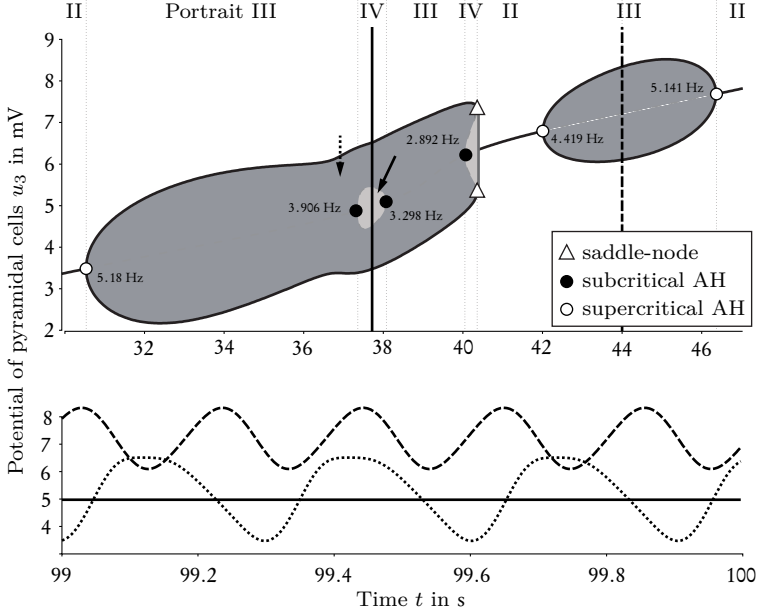 II Portrait III IV III IV II III II
Potential of pyramidal cells u₃ in mV
9
8
7
6
5
4
3
2
5.18 Hz
3.906 Hz
3.298 Hz
2.892 Hz
4.419 Hz
5.141 Hz
saddle-node
subcritical AH
supercritical AH
32 34 36 38 40 42 44 46
8
7
6
5
4
99 99.2 99.4 99.6 99.8 100
Time t in s